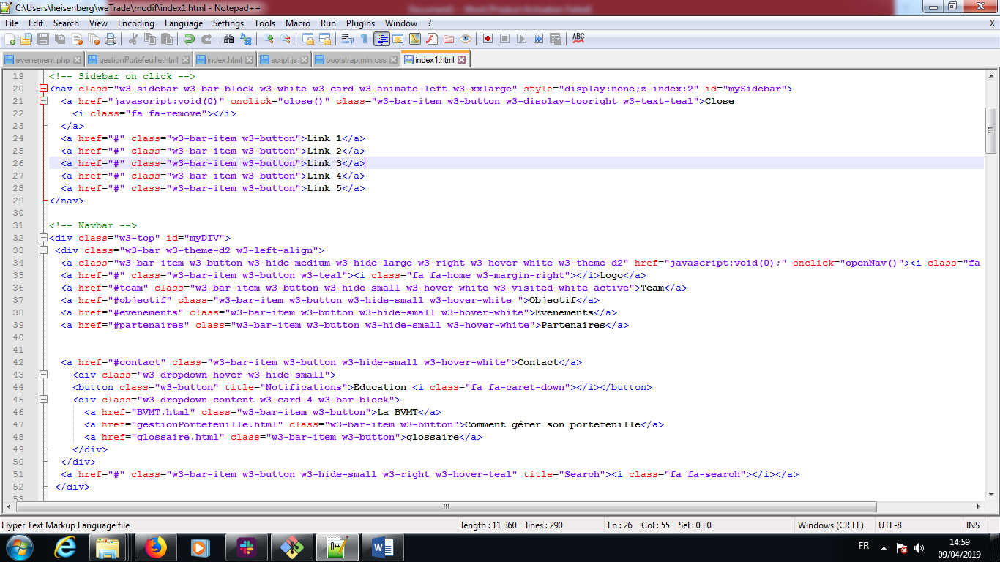 C:\Users\heisenberg\weTrade\modif\index1.html - Notepad++
File Edit Search View Encoding Language Settings Tools Macro Run Plugins Window ? X
evenement.php gestionPortefeuille.html index.html script.js bootstrap.min.css index1.html
19 <!-- Sidebar on click -->
20 <nav class="w3-sidebar w3-bar-block w3-white w3-card w3-animate-left w3-xxlarge" style="display:none;z-index:2" id="mySidebar">
21 <a href="javascript:void(0)" onclick="close()" class="w3-bar-item w3-button w3-display-topright w3-text-teal">Close
22 <i class="fa fa-remove"></i>
23 </a>
24 <a href="#" class="w3-bar-item w3-button">Link 1</a>
25 <a href="#" class="w3-bar-item w3-button">Link 2</a>
26 <a href="#" class="w3-bar-item w3-button">Link 3</a>
27 <a href="#" class="w3-bar-item w3-button">Link 4</a>
28 <a href="#" class="w3-bar-item w3-button">Link 5</a>
29 </nav>
30
31 <!-- Navbar -->
32 <div class="w3-top" id="myDIV">
33 <div class="w3-bar w3-theme-d2 w3-left-align">
34 <a class="w3-bar-item w3-button w3-hide-medium w3-hide-large w3-right w3-hover-white w3-theme-d2" href="javascript:void(0);" onclick="openNav()"><i class="fa
35 <a href="#" class="w3-bar-item w3-button w3-teal"><i class="fa fa-home w3-margin-right"></i>Logo</a>
36 <a href="#team" class="w3-bar-item w3-button w3-hide-small w3-hover-white w3-visited-white active">Team</a>
37 <a href="#objectif" class="w3-bar-item w3-button w3-hide-small w3-hover-white ">Objectif</a>
38 <a href="#evenements" class="w3-bar-item w3-button w3-hide-small w3-hover-white">Evenements</a>
39 <a href="#partenaires" class="w3-bar-item w3-button w3-hide-small w3-hover-white">Partenaires</a>
40
41
42 <a href="#contact" class="w3-bar-item w3-button w3-hide-small w3-hover-white">Contact</a>
43 <div class="w3-dropdown-hover w3-hide-small">
44 <button class="w3-button" title="Notifications">Education <i class="fa fa-caret-down"></i></button>
45 <div class="w3-dropdown-content w3-card-4 w3-bar-block">
46 <a href="BVMT.html" class="w3-bar-item w3-button">La BVMT</a>
47 <a href="gestionPortefeuille.html" class="w3-bar-item w3-button">Comment gérer son portefeuille</a>
48 <a href="glossaire.html" class="w3-bar-item w3-button">glossaire</a>
49 </div>
50 </div>
51 <a href="#" class="w3-bar-item w3-button w3-hide-small w3-right w3-hover-teal" title="Search"><i class="fa fa-search"></i></a>
52 </div>
53
Hyper Text Markup Language file length : 11 360 lines : 290 Ln : 26 Col : 55 Sel : 0 | 0 Windows (CR LF) UTF-8 INS
FR 14:59
09/04/2019